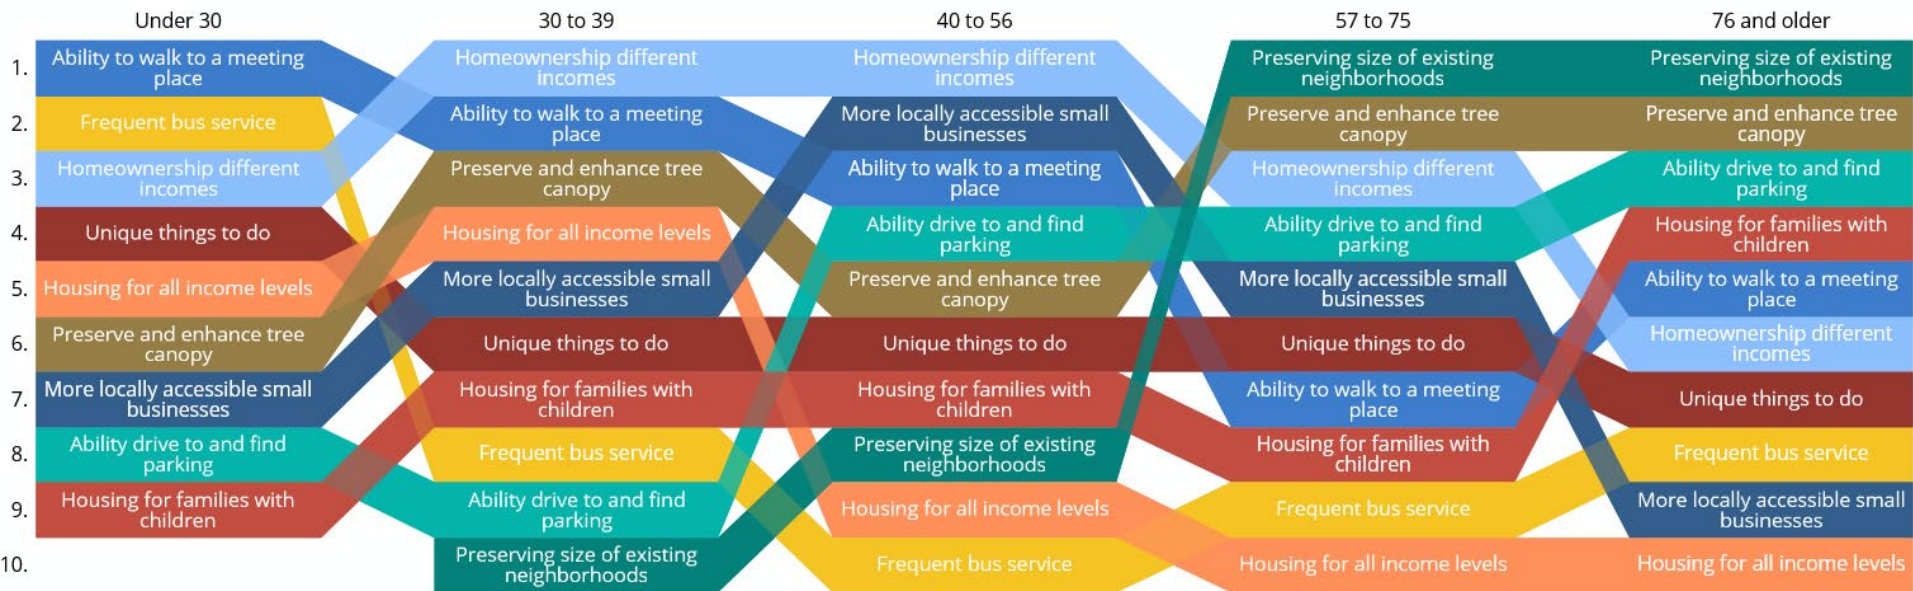 Under 30
30 to 39
40 to 56
57 to 75
76 and older
1.
Ability to walk to a meeting
place
Homeownership different
incomes
Homeownership different
incomes
Preserving size of existing
neighborhoods
Preserving size of existing
neighborhoods
2.
Frequent bus service
Ability to walk to a meeting
place
More locally accessible small
businesses
Preserve and enhance tree
canopy
Preserve and enhance tree
canopy
3.
Homeownership different
incomes
Preserve and enhance tree
canopy
Ability to walk to a meeting
place
Homeownership different
incomes
Ability drive to and find
parking
4.
Unique things to do
Housing for all income levels
Ability drive to and find
parking
Ability drive to and find
parking
Housing for families with
children
5.
Housing for all income levels
More locally accessible small
businesses
Preserve and enhance tree
canopy
More locally accessible small
businesses
Ability to walk to a meeting
place
6.
Preserve and enhance tree
canopy
Unique things to do
Unique things to do
Unique things to do
Homeownership different
incomes
7.
More locally accessible small
businesses
Housing for families with
children
Housing for families with
children
Ability to walk to a meeting
place
Unique things to do
8.
Ability drive to and find
parking
Frequent bus service
Preserving size of existing
neighborhoods
Housing for families with
children
Frequent bus service
9.
Housing for families with
children
Ability drive to and find
parking
Housing for all income levels
Frequent bus service
More locally accessible small
businesses
10.
Preserving size of existing
neighborhoods
Frequent bus service
Housing for all income levels
Housing for all income levels